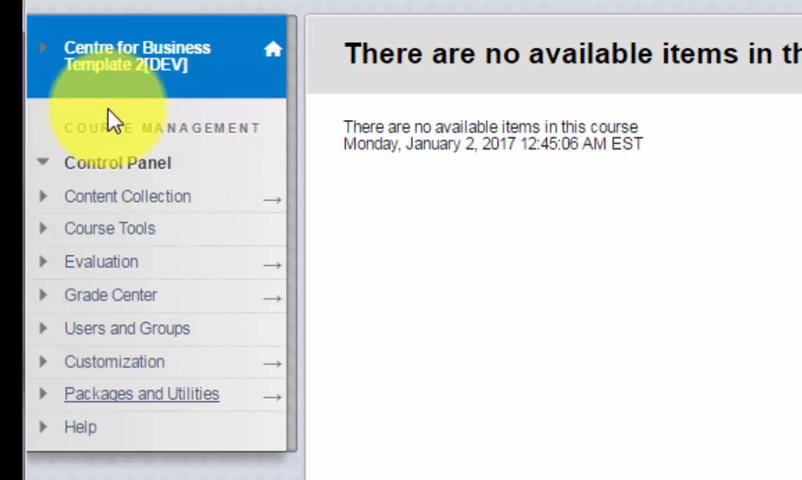 Centre for Business
Template 2[DEV]
COURSE MANAGEMENT
Control Panel
Content Collection
Course Tools
Evaluation
Grade Center
Users and Groups
Customization
Packages and Utilities
Help
There are no available items in th
There are no available items in this course
Monday, January 2, 2017 12:45:06 AM EST